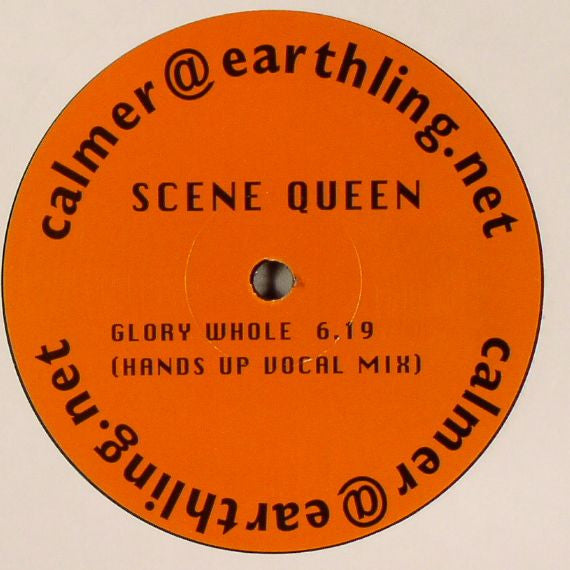 calmer@earthling.net
SCENE QUEEN
GLORY WHOLE 6,19
(HANDS UP VOCAL MIX)
calmer@earthling.net